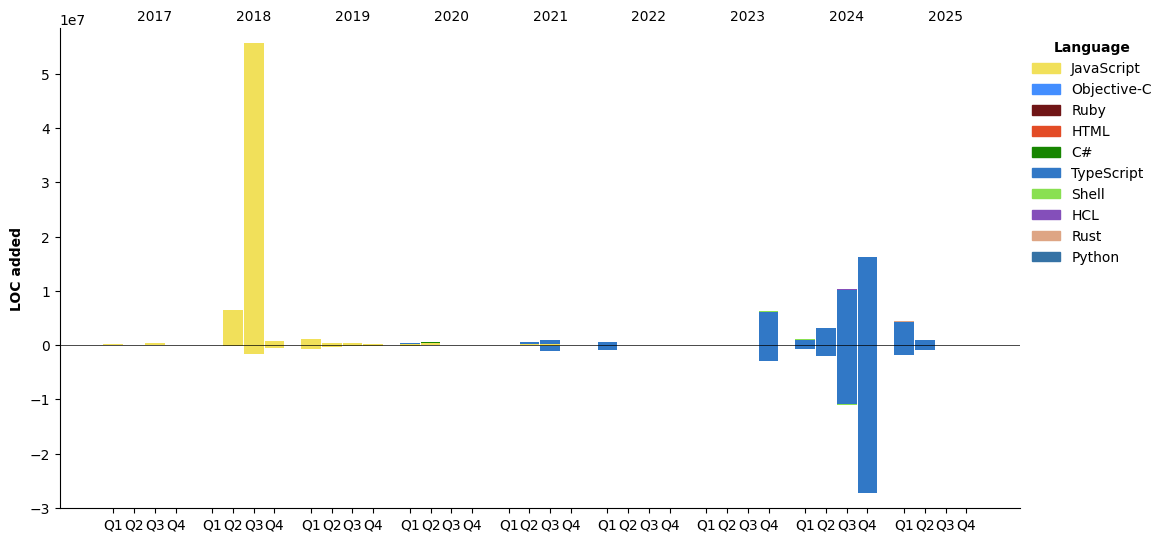 2017 2018 2019 2020 2021 2022 2023 2024 2025
1e7
Language
JavaScript
Objective-C
Ruby
HTML
C#
TypeScript
Shell
HCL
Rust
Python
LOC added
5
4
3
2
1
0
−1
−2
−3
Q1 Q2 Q3 Q4 Q1 Q2 Q3 Q4 Q1 Q2 Q3 Q4 Q1 Q2 Q3 Q4 Q1 Q2 Q3 Q4 Q1 Q2 Q3 Q4 Q1 Q2 Q3 Q4 Q1 Q2 Q3 Q4 Q1 Q2 Q3 Q4